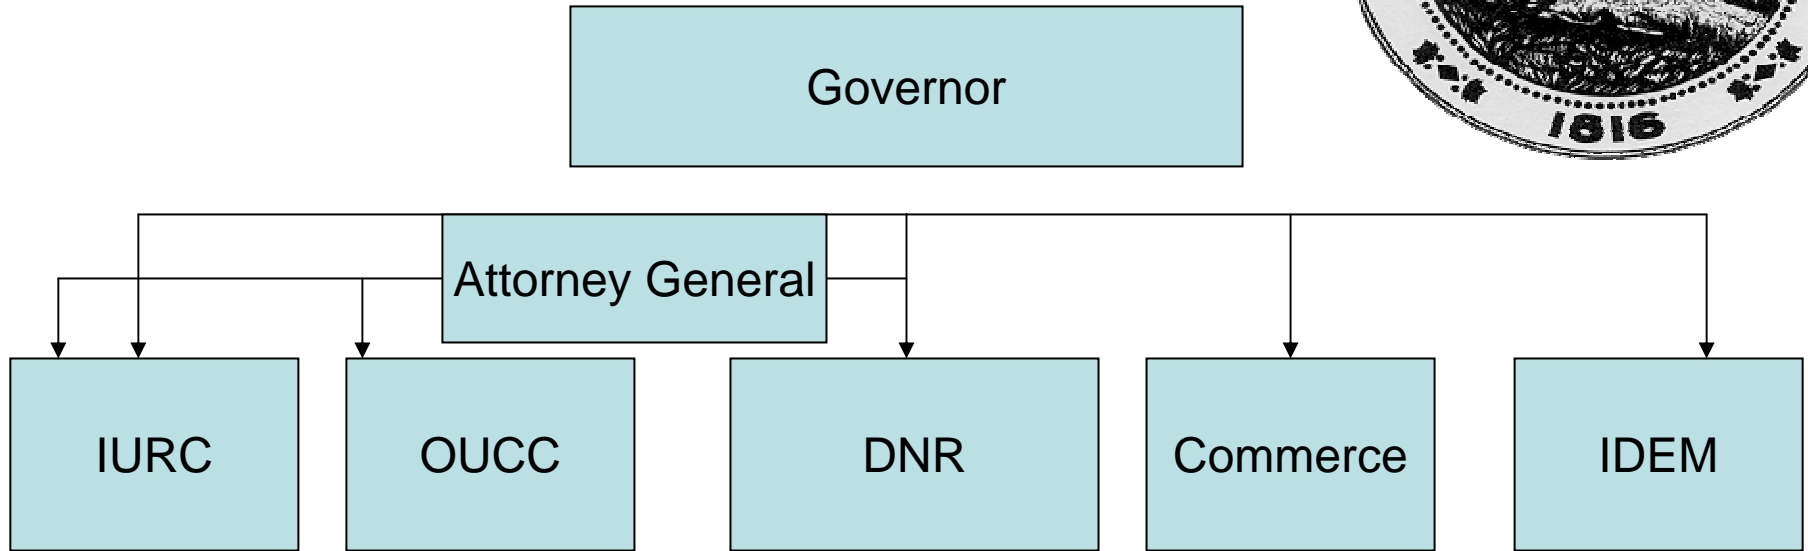 Governor
1816
Attorney General
IURC
OUCC
DNR
Commerce
IDEM